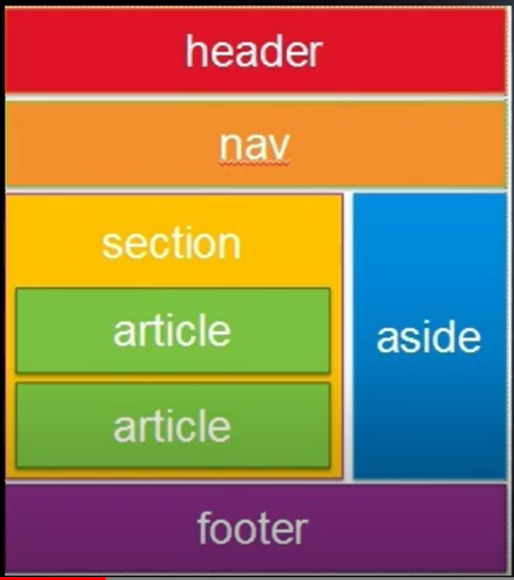 header
nav
section
article
article
aside
footer